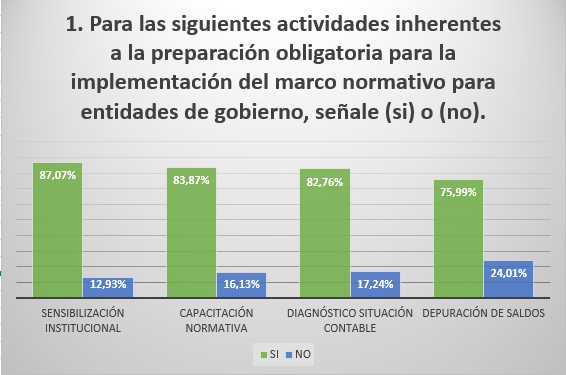 1. Para las siguientes actividades inherentes
a la preparación obligatoria para la
implementación del marco normativo para
entidades de gobierno, señale (si) o (no).
87,07%
83,87%
82,76%
75,99%
12,93%
16,13%
17,24%
24,01%
SENSIBILIZACIÓN
INSTITUCIONAL
CAPACITACIÓN
NORMATIVA
DIAGNÓSTICO SITUACIÓN
CONTABLE
DEPURACIÓN DE SALDOS
SI
NO